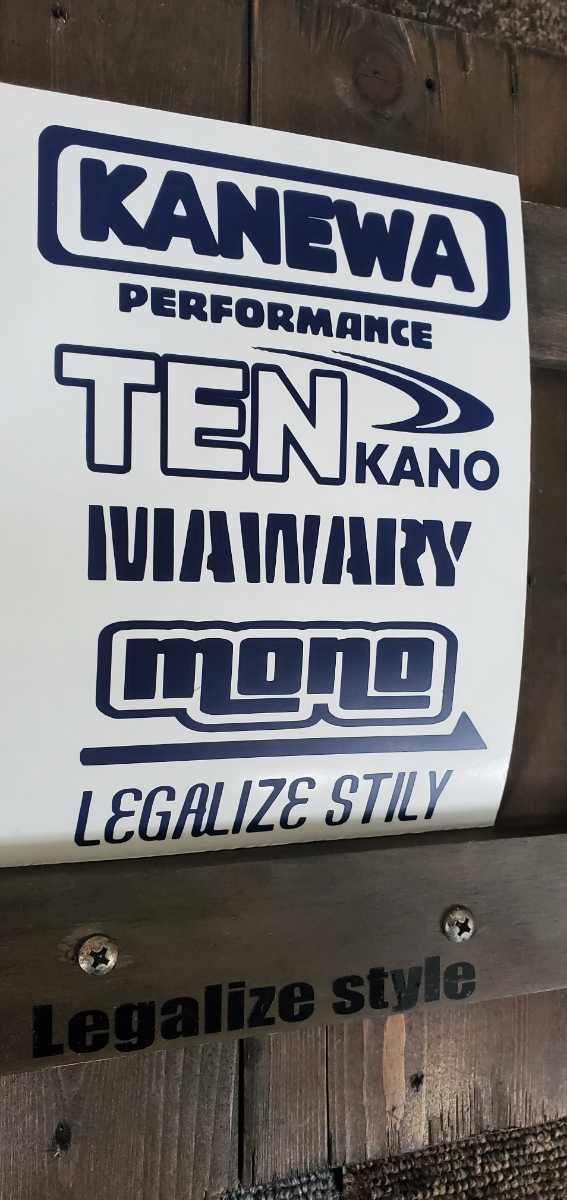 KANEWA
PERFORMANCE
TEN KANO
MAWARY
mono
LEGALIZE STILY
Legalize style